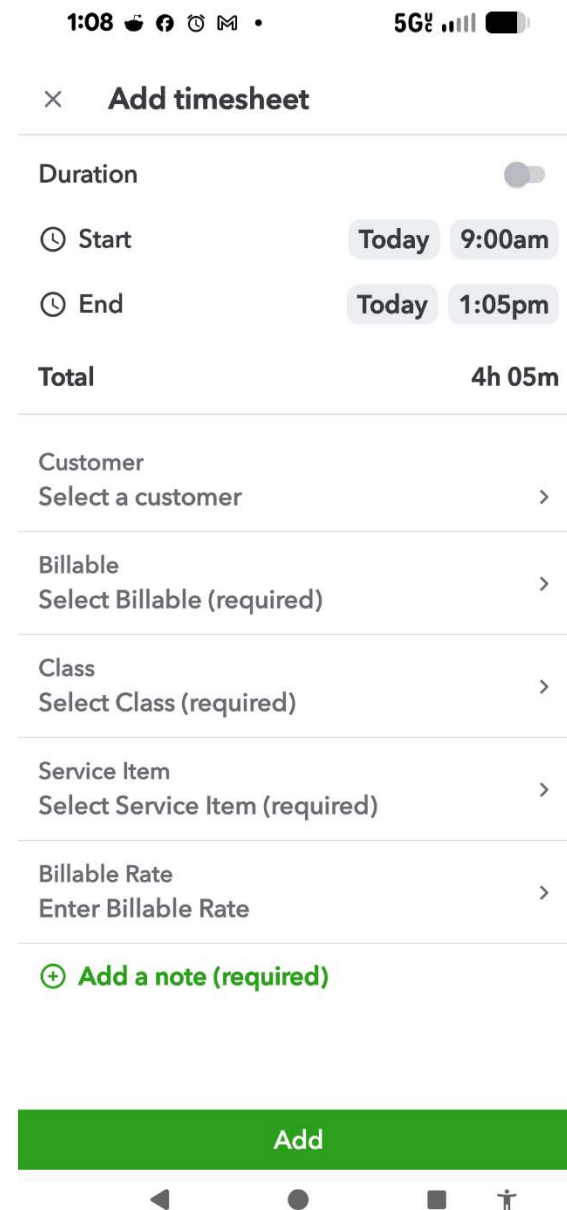 1:08 5G
Add timesheet
Duration
Start Today 9:00am
End Today 1:05pm
Total 4h 05m
Customer
Select a customer
Billable
Select Billable (required)
Class
Select Class (required)
Service Item
Select Service Item (required)
Billable Rate
Enter Billable Rate
Add a note (required)
Add